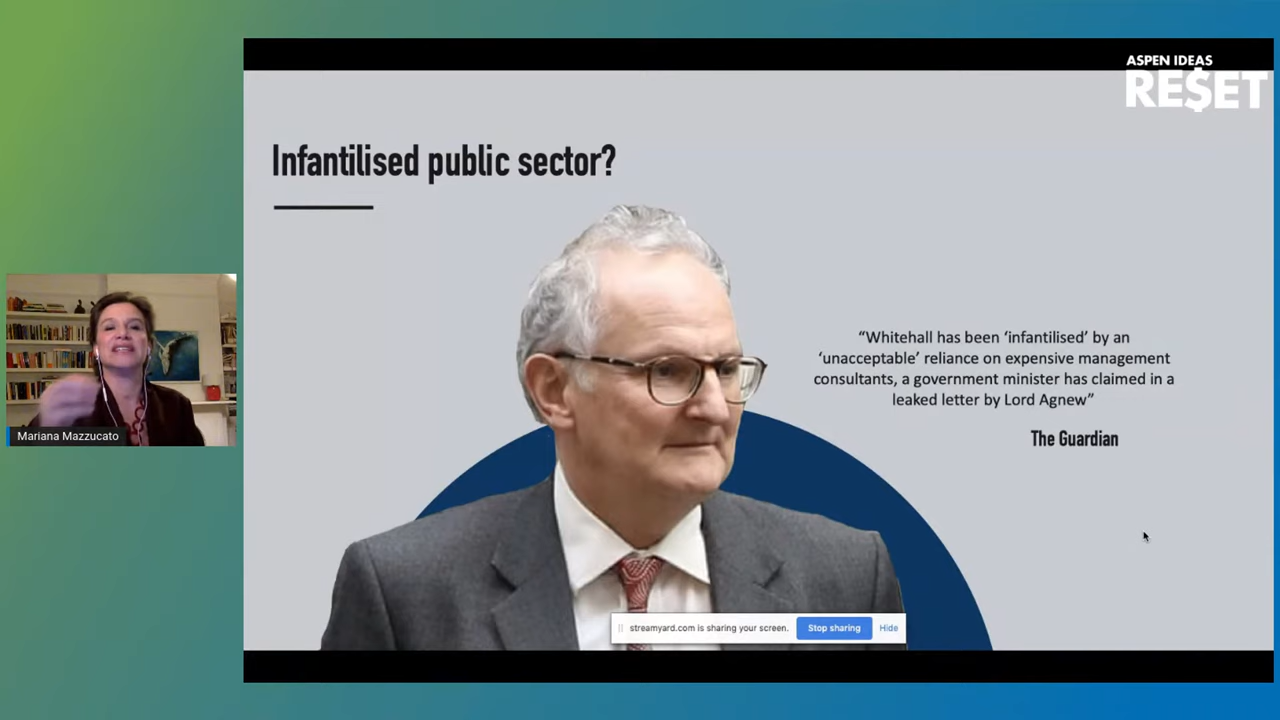 ASPEN IDEAS
RE$ET
Infantilised public sector?
“Whitehall has been ‘infantilised’ by an
‘unacceptable’ reliance on expensive management
consultants, a government minister has claimed in a
leaked letter by Lord Agnew”
The Guardian
Mariana Mazzucato
streamyard.com is sharing your screen. Stop sharing Hide